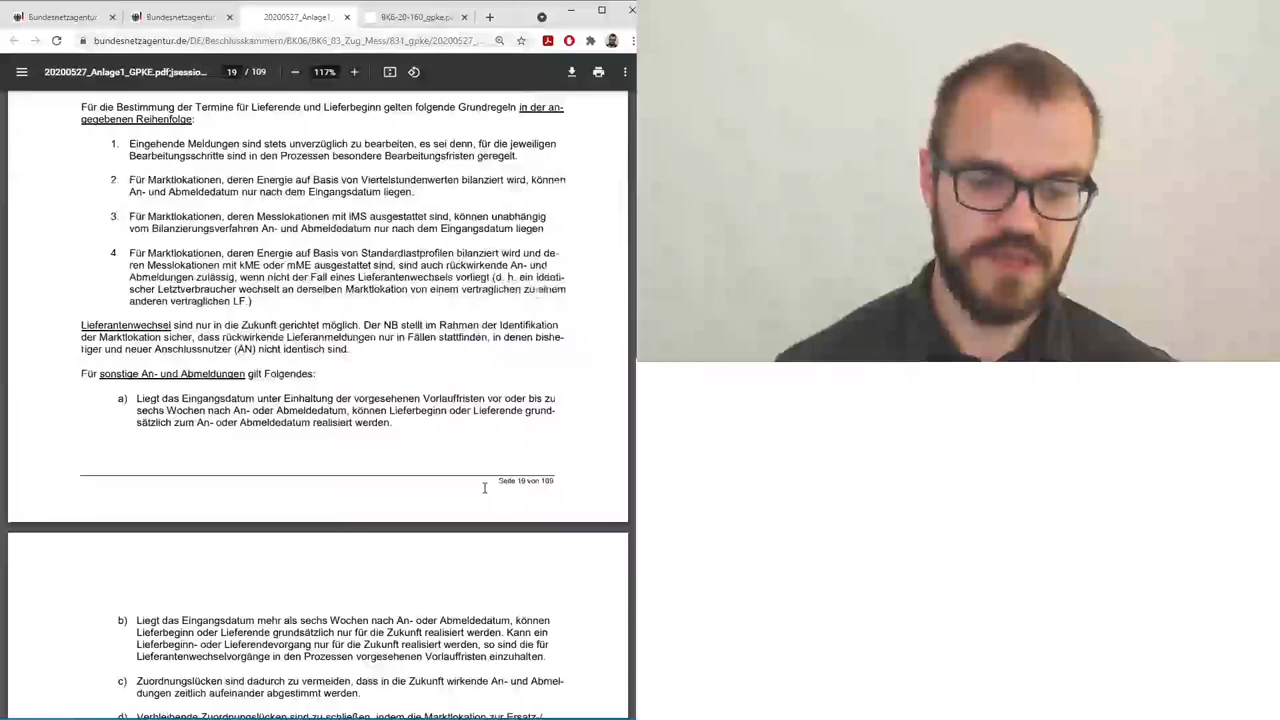 Bundesnetzagentur
Bundesnetzagentur
20200527_Anlage1_
BK6-20-160_gpke.p
bundesnetzagentur.de/DE/Beschlusskammern/BK06/BK6_83_Zug_Mess/831_gpke/20200527_...
20200527_Anlage1_GPKE.pdf;jsessio...
19 / 109
117%
Für die Bestimmung der Termine für Lieferende und Lieferbeginn gelten folgende Grundregeln in der an-
gegebenen Reihenfolge:
1. Eingehende Meldungen sind stets unverzüglich zu bearbeiten, es sei denn, für die jeweiligen
Bearbeitungsschritte sind in den Prozessen besondere Bearbeitungsfristen geregelt.
2. Für Marktlokationen, deren Energie auf Basis von Viertelstundenwerten bilanziert wird, können
An- und Abmeldedatum nur nach dem Eingangsdatum liegen.
3. Für Marktlokationen, deren Messlokationen mit iMS ausgestattet sind, können unabhängig
vom Bilanzierungsverfahren An- und Abmeldedatum nur nach dem Eingangsdatum liegen
4. Für Marktlokationen, deren Energie auf Basis von Standardlastprofilen bilanziert wird und de-
ren Messlokationen mit kME oder mME ausgestattet sind, sind auch rückwirkende An- und
Abmeldungen zulässig, wenn nicht der Fall eines Lieferantenwechsels vorliegt (d. h. ein identi-
scher Letztverbraucher wechselt an derselben Marktlokation von einem vertraglichen zu einem
anderen vertraglichen LF.)
Lieferantenwechsel sind nur in die Zukunft gerichtet möglich. Der NB stellt im Rahmen der Identifikation
der Marktlokation sicher, dass rückwirkende Lieferanmeldungen nur in Fällen stattfinden, in denen bishe-
riger und neuer Anschlussnutzer (AN) nicht identisch sind.
Für sonstige An- und Abmeldungen gilt Folgendes:
a) Liegt das Eingangsdatum unter Einhaltung der vorgesehenen Vorlauffristen vor oder bis zu
sechs Wochen nach An- oder Abmeldedatum, können Lieferbeginn oder Lieferende grund-
sätzlich zum An- oder Abmeldedatum realisiert werden.
Seite 19 von 109
b) Liegt das Eingangsdatum mehr als sechs Wochen nach An- oder Abmeldedatum, können
Lieferbeginn oder Lieferende grundsätzlich nur für die Zukunft realisiert werden. Kann ein
Lieferbeginn- oder Lieferendevorgang nur für die Zukunft realisiert werden, so sind die für
Lieferantenwechselvorgänge in den Prozessen vorgesehenen Vorlauffristen einzuhalten.
c) Zuordnungslücken sind dadurch zu vermeiden, dass in die Zukunft wirkende An- und Abmel-
dungen zeitlich aufeinander abgestimmt werden.
d) Verbleibende Zuordnungslücken sind zu schließen, indem die Marktlokation zur Ersatz-/